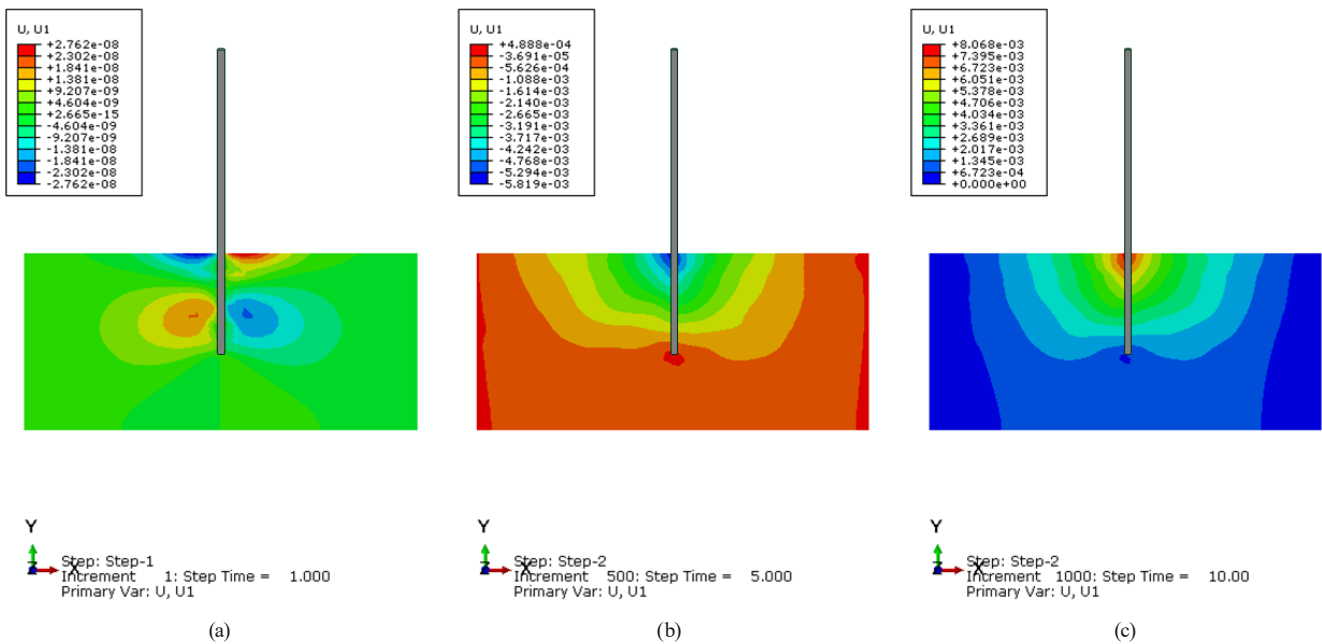 U, U1
+2.762e-08
+2.302e-08
+1.841e-08
+1.381e-08
+9.207e-09
+4.604e-09
+2.665e-15
-4.604e-09
-9.207e-09
-1.381e-08
-1.841e-08
-2.302e-08
-2.762e-08
Y
Z
X
Step: Step-1
Increment 1: Step Time = 1.000
Primary Var: U, U1
(a)
U, U1
+4.888e-04
-3.691e-05
-5.626e-04
-1.088e-03
-1.614e-03
-2.140e-03
-2.665e-03
-3.191e-03
-3.717e-03
-4.242e-03
-4.768e-03
-5.294e-03
-5.819e-03
Y
Z
X
Step: Step-2
Increment 500: Step Time = 5.000
Primary Var: U, U1
(b)
U, U1
+8.068e-03
+7.395e-03
+6.723e-03
+6.051e-03
+5.378e-03
+4.706e-03
+4.034e-03
+3.361e-03
+2.689e-03
+2.017e-03
+1.345e-03
+6.723e-04
+0.000e+00
Y
Z
X
Step: Step-2
Increment 1000: Step Time = 10.00
Primary Var: U, U1
(c)